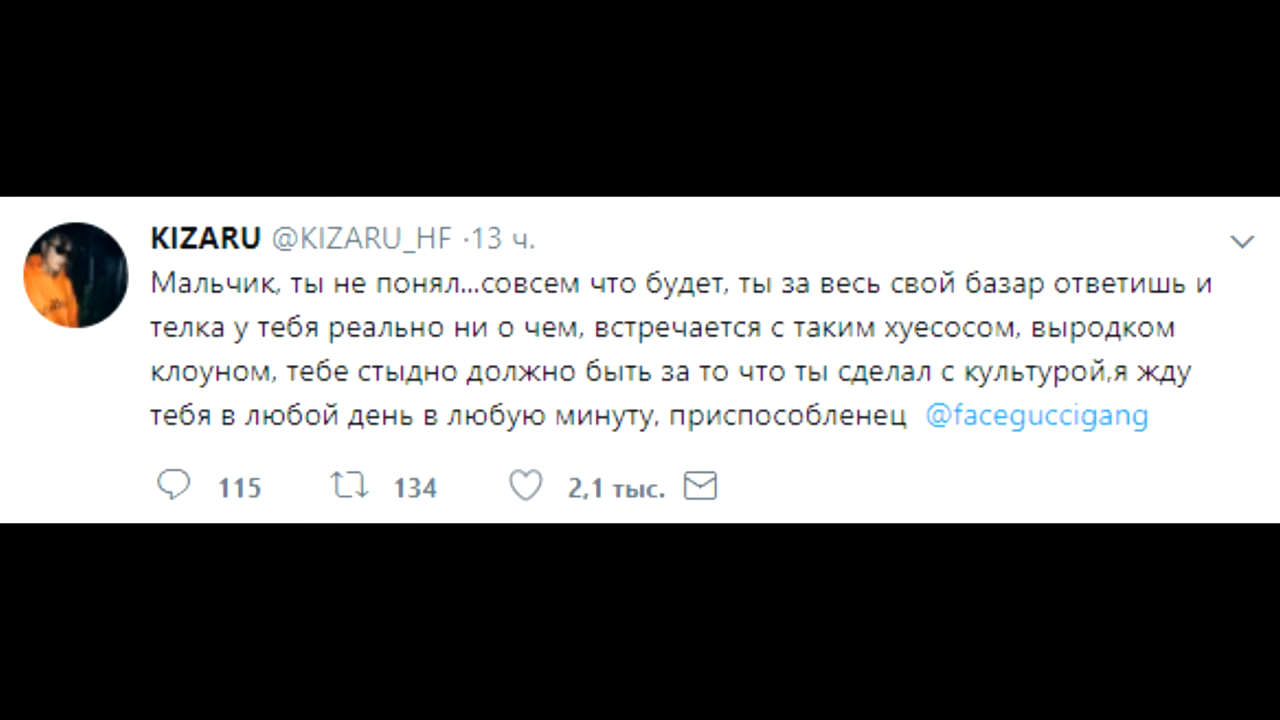 KIZARU @KIZARU_HF ·13 ч.
Мальчик, ты не понял...совсем что будет, ты за весь свой базар ответишь и
телка у тебя реально ни о чем, встречается с таким хуесосом, выродком
клоуном, тебе стыдно должно быть за то что ты сделал с культурой,я жду
тебя в любой день в любую минуту, приспособленец @faceguccigang
115 134 2,1 тыс.